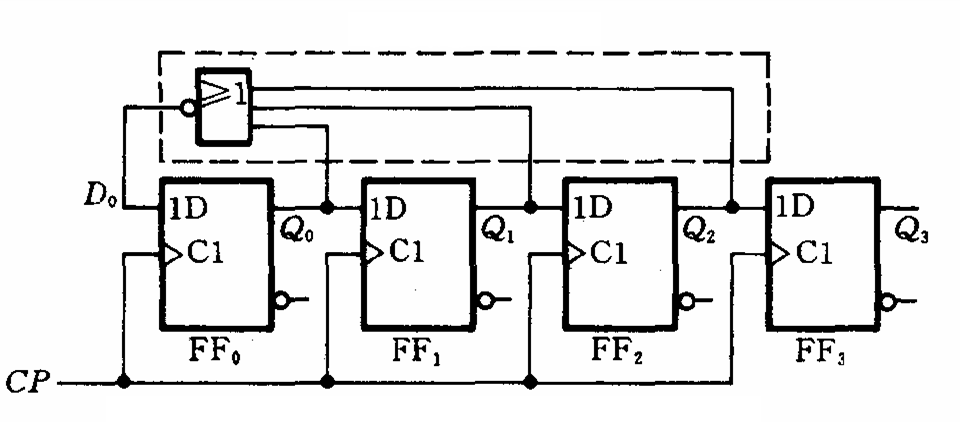 ≥1
D₀
1D
Q₀
1D
Q₁
1D
Q₂
1D
Q₃
C1
C1
C1
C1
FF₀
FF₁
FF₂
FF₃
CP